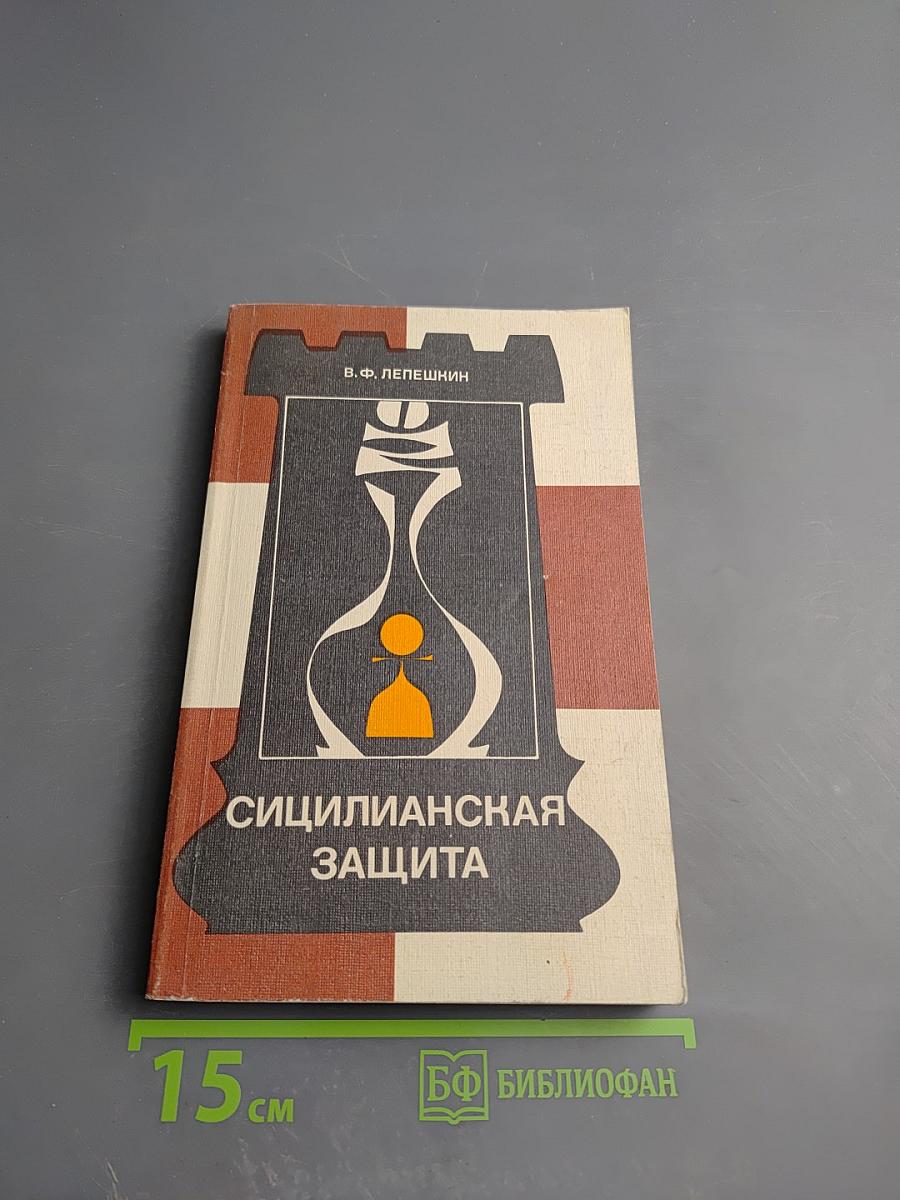 В.Ф. ЛЕПЕШКИН
СИЦИЛИАНСКАЯ
ЗАЩИТА
15 см
БФ БИБЛИОФАН